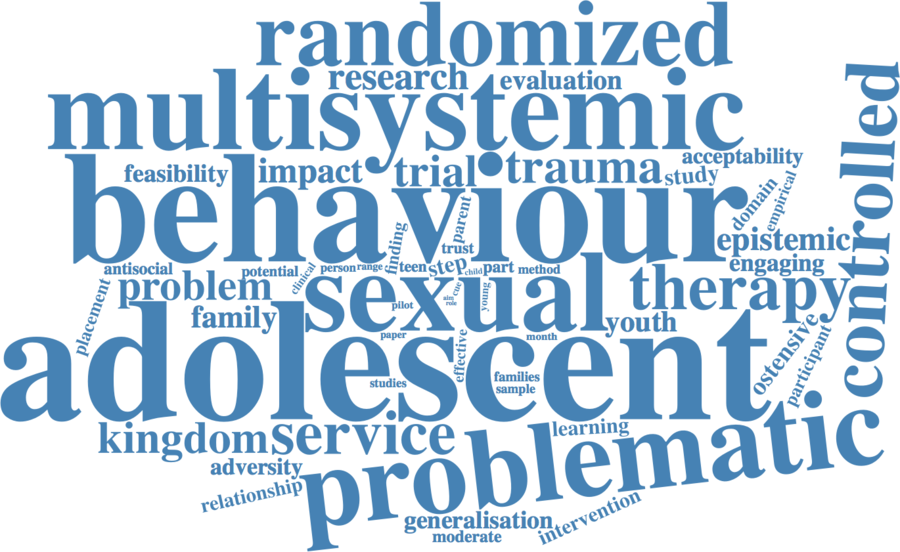 randomized
research
evaluation
multisystemic
controlled
feasibility
impact
trial
trauma
study
acceptability
behaviour
domain
empirical
finding
parent
trust
epistemic
engaging
antisocial
potential
clinical
person
range
teen
step
child
part
method
placement
problem
sexual
pilot
aim
rule
cue
young
therapy
family
youth
paper
month
effective
adolescent
studies
families
sample
ostensive
participant
kingdom
service
learning
problematic
adversity
relationship
generalisation
moderate
intervention